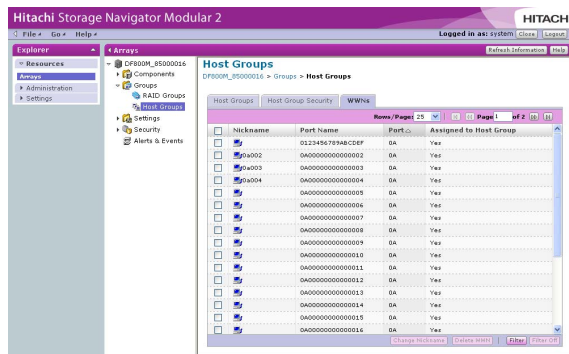 Hitachi Storage Navigator Modular 2
HITACH
File Go Help
Logged in as: system Close Logout
Explorer
Arrays
Refresh Information Help
Resources
Arrays
Administration
Settings
DF800M_85000016
Components
Groups
RAID Groups
Host Groups
Settings
Security
Alerts & Events
Host Groups
DF800M_85000016 > Groups > Host Groups
Host Groups Host Group Security WWNs
Rows/Page: 25 Page 1 of 2
Nickname Port Name Port Assigned to Host Group
0123456789ABCDEF 0A Yes
0a002 0A00000000000002 0A Yes
0a003 0A00000000000003 0A Yes
0a004 0A00000000000004 0A Yes
0A00000000000005 0A Yes
0A00000000000006 0A Yes
0A00000000000007 0A Yes
0A00000000000008 0A Yes
0A00000000000009 0A Yes
0A00000000000010 0A Yes
0A00000000000011 0A Yes
0A00000000000012 0A Yes
0A00000000000013 0A Yes
0A00000000000014 0A Yes
0A00000000000015 0A Yes
0A00000000000016 0A Yes
Change Nickname Delete WWN Filter Filter Off